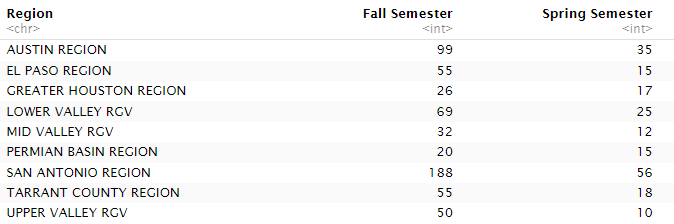 Region Fall Semester Spring Semester
<chr> <int> <int>
AUSTIN REGION 99 35
EL PASO REGION 55 15
GREATER HOUSTON REGION 26 17
LOWER VALLEY RGV 69 25
MID VALLEY RGV 32 12
PERMIAN BASIN REGION 20 15
SAN ANTONIO REGION 188 56
TARRANT COUNTY REGION 55 18
UPPER VALLEY RGV 50 10